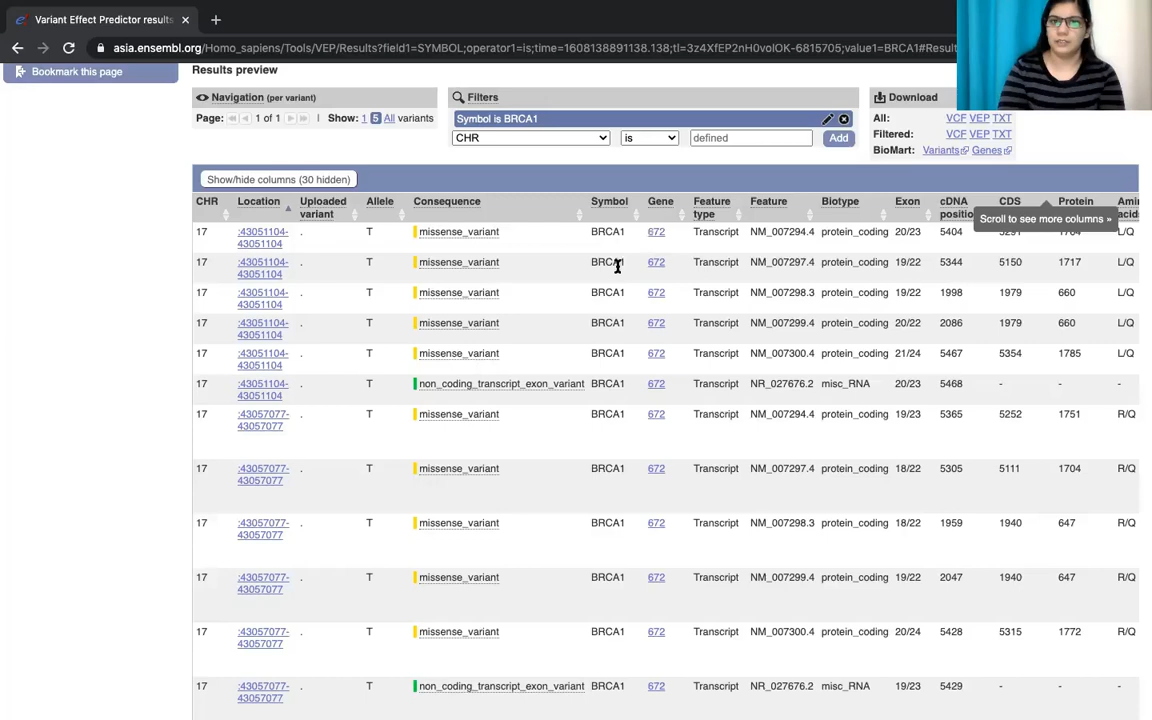 Variant Effect Predictor results
asia.ensembl.org/Homo_sapiens/Tools/VEP/Results?field1=SYMBOL;operator1=is;time=1608138891138.138;tl=3z4XfEP2nH0volOK-6815705;value1=BRCA1#Result
Bookmark this page
Results preview
Navigation (per variant)
Page: 1 of 1 | Show: 1 5 All variants
Filters
Symbol is BRCA1
CHR is defined Add
Download
All: VCF VEP TXT
Filtered: VCF VEP TXT
BioMart: Variants Genes
Show/hide columns (30 hidden)
CHR Location Uploaded variant Allele Consequence Symbol Gene Feature type Feature Biotype Exon cDNA positio CDS Protein Ami acid
Scroll to see more columns »
17 :43051104-43051104 . T missense_variant BRCA1 672 Transcript NM_007294.4 protein_coding 20/23 5404 L/Q
17 :43051104-43051104 . T missense_variant BRCA1 672 Transcript NM_007297.4 protein_coding 19/22 5344 5150 1717 L/Q
17 :43051104-43051104 . T missense_variant BRCA1 672 Transcript NM_007298.3 protein_coding 19/22 1998 1979 660 L/Q
17 :43051104-43051104 . T missense_variant BRCA1 672 Transcript NM_007299.4 protein_coding 20/22 2086 1979 660 L/Q
17 :43051104-43051104 . T missense_variant BRCA1 672 Transcript NM_007300.4 protein_coding 21/24 5467 5354 1785 L/Q
17 :43051104-43051104 . T non_coding_transcript_exon_variant BRCA1 672 Transcript NR_027676.2 misc_RNA 20/23 5468 - - -
17 :43057077-43057077 . T missense_variant BRCA1 672 Transcript NM_007294.4 protein_coding 19/23 5365 5252 1751 R/Q
17 :43057077-43057077 . T missense_variant BRCA1 672 Transcript NM_007297.4 protein_coding 18/22 5305 5111 1704 R/Q
17 :43057077-43057077 . T missense_variant BRCA1 672 Transcript NM_007298.3 protein_coding 18/22 1959 1940 647 R/Q
17 :43057077-43057077 . T missense_variant BRCA1 672 Transcript NM_007299.4 protein_coding 19/22 2047 1940 647 R/Q
17 :43057077-43057077 . T missense_variant BRCA1 672 Transcript NM_007300.4 protein_coding 20/24 5428 5315 1772 R/Q
17 :43057077-43057077 . T non_coding_transcript_exon_variant BRCA1 672 Transcript NR_027676.2 misc_RNA 19/23 5429 - - -